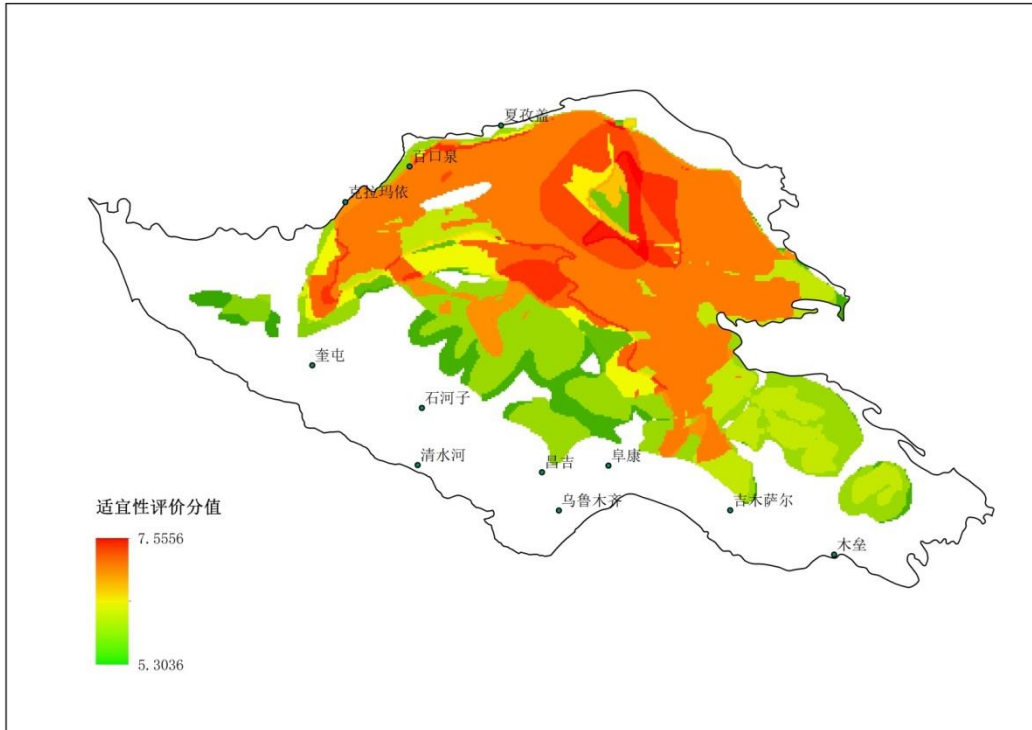 夏孜盖
百口泉
克拉玛依
奎屯
石河子
清水河
昌吉
阜康
乌鲁木齐
吉木萨尔
木垒
适宜性评价分值
7.5556
5.3036